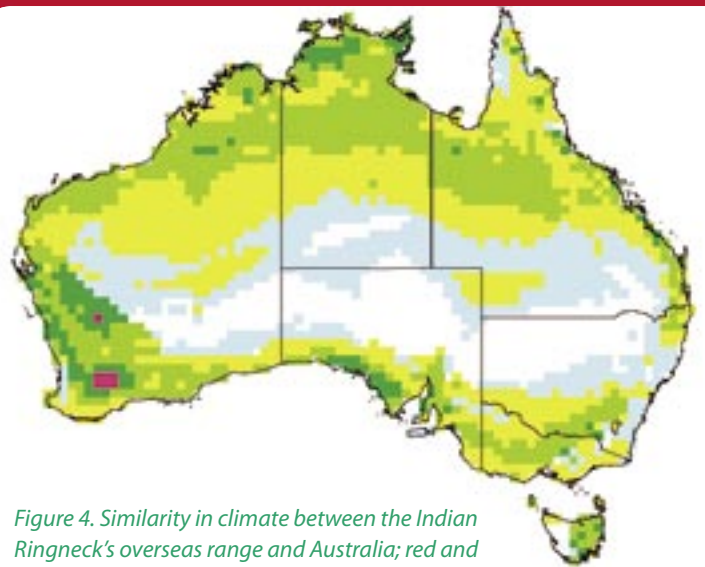 Figure 4. Similarity in climate between the Indian
Ringneck's overseas range and Australia; red and